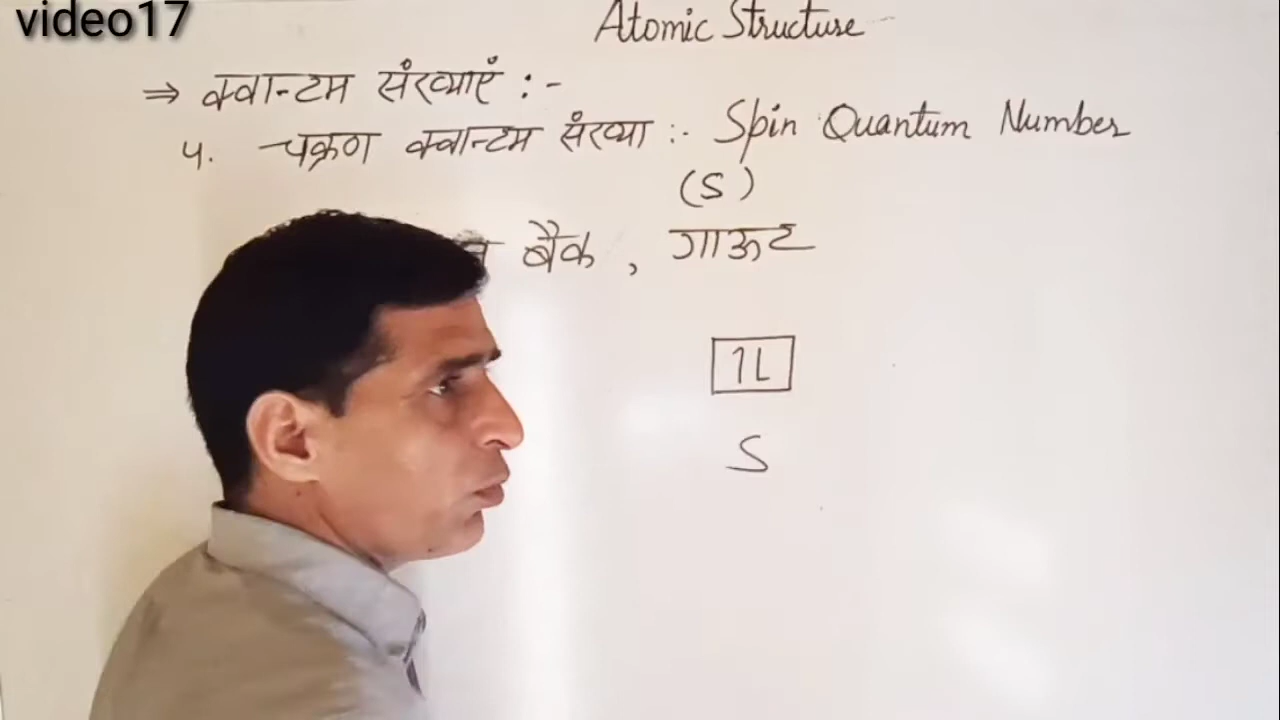 video17
Atomic Structure
⇒ क्वान्टम संख्याएं :-
4. चक्रण क्वान्टम संख्या :- Spin Quantum Number
(S)
बैक , गाऊट
1L
S